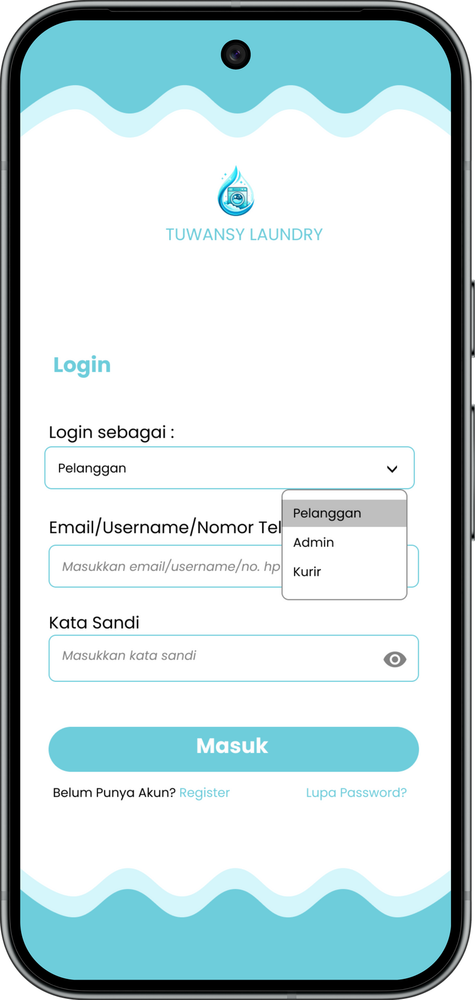 TUWANSY LAUNDRY
Login
Login sebagai :
Pelanggan
Pelanggan
Admin
Kurir
Email/Username/Nomor Tel
Masukkan email/username/no. hp
Kata Sandi
Masukkan kata sandi
Masuk
Belum Punya Akun? Register
Lupa Password?